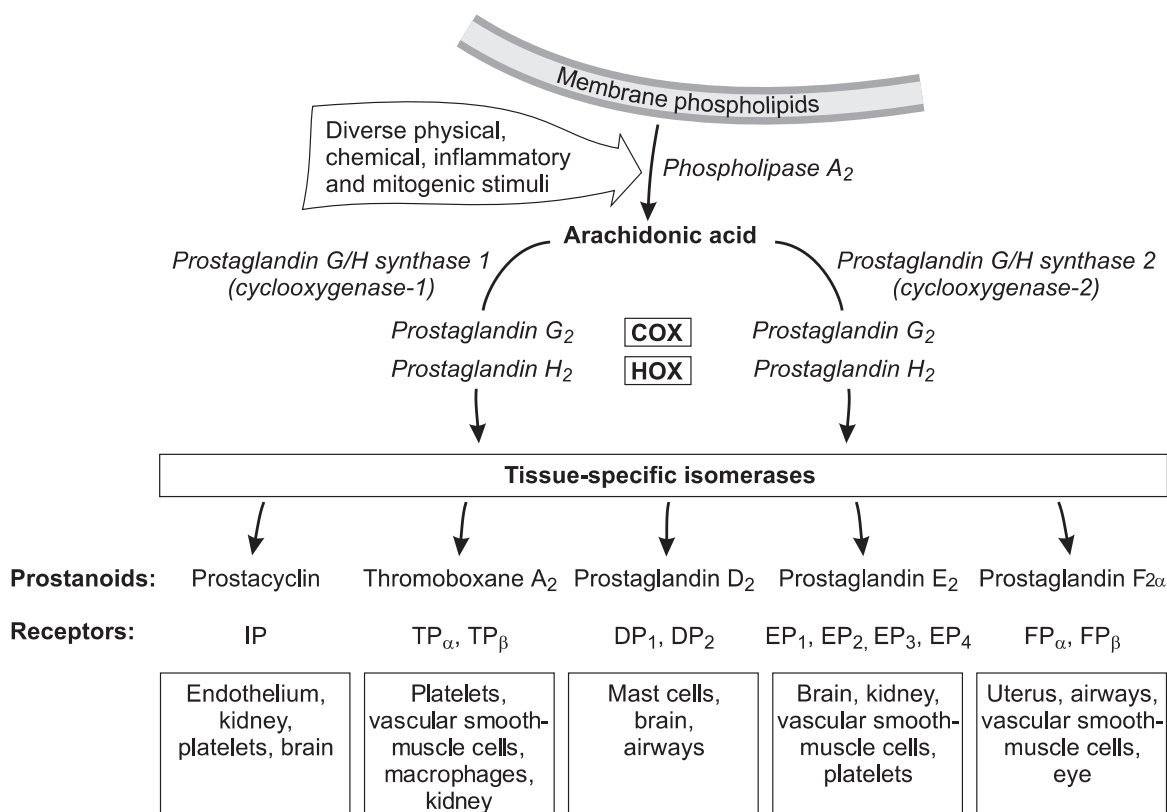 Membrane phospholipids
Diverse physical,
chemical, inflammatory
and mitogenic stimuli
Phospholipase A2
Arachidonic acid
Prostaglandin G/H synthase 1
(cyclooxygenase-1)
Prostaglandin G/H synthase 2
(cyclooxygenase-2)
Prostaglandin G2 COX Prostaglandin G2
Prostaglandin H2 HOX Prostaglandin H2
Tissue-specific isomerases
Prostanoids: Prostacyclin Thromoboxane A2 Prostaglandin D2 Prostaglandin E2 Prostaglandin F2α
Receptors: IP TPα, TPβ DP1, DP2 EP1, EP2, EP3, EP4 FPα, FPβ
Endothelium,
kidney,
platelets, brain
Platelets,
vascular smooth-
muscle cells,
macrophages,
kidney
Mast cells,
brain,
airways
Brain, kidney,
vascular smooth-
muscle cells,
platelets
Uterus, airways,
vascular smooth-
muscle cells,
eye